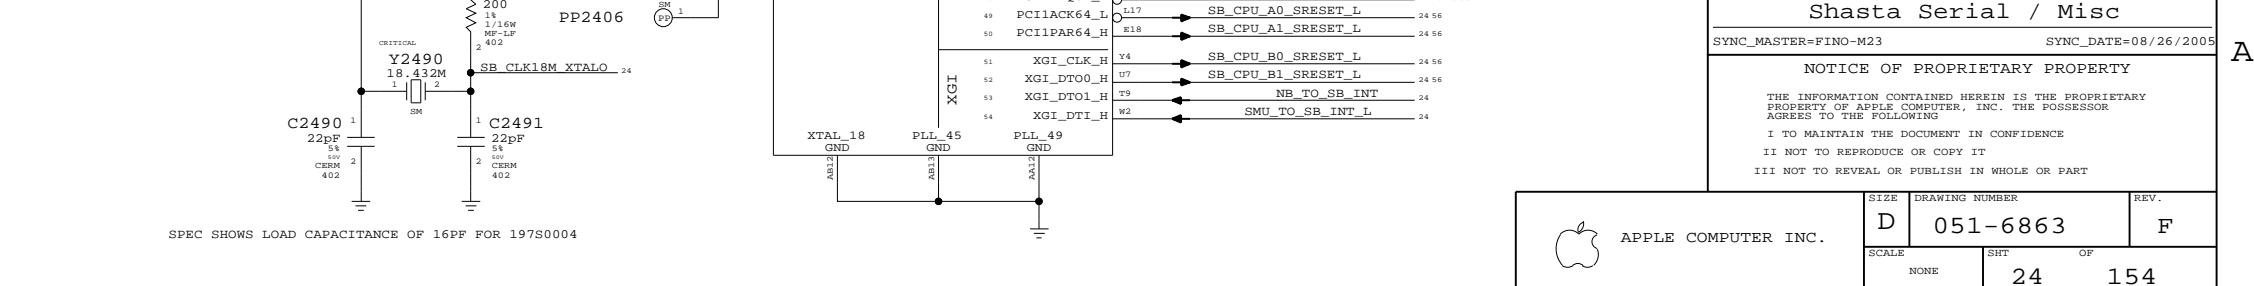 200
1%
1/16W
MF-LF
402
2
SM
PP2406
PP
1
CRITICAL
Y2490
18.432M
1
2
SM
SB_CLK18M_XTALO
24
C2490
1
22pF
5%
50V
CERM
2
402
1
C2491
22pF
5%
50V
2
CERM
402
SPEC SHOWS LOAD CAPACITANCE OF 16PF FOR 197S0004
49 PCI1ACK64_L L17 SB_CPU_A0_SRESET_L 24 56
50 PCI1PAR64_H E18 SB_CPU_A1_SRESET_L 24 56
XGI
51 XGI_CLK_H Y4 SB_CPU_B0_SRESET_L 24 56
52 XGI_DTO0_H U7 SB_CPU_B1_SRESET_L 24 56
53 XGI_DTO1_H T9 NB_TO_SB_INT 24
54 XGI_DTI_H W2 SMU_TO_SB_INT_L 24
XTAL_18 PLL_45 PLL_49
GND GND GND
AB12 AB13 AA12
Shasta Serial / Misc
SYNC_MASTER=FINO-M23 SYNC_DATE=08/26/2005
A
NOTICE OF PROPRIETARY PROPERTY
THE INFORMATION CONTAINED HEREIN IS THE PROPRIETARY
PROPERTY OF APPLE COMPUTER, INC. THE POSSESSOR
AGREES TO THE FOLLOWING
I TO MAINTAIN THE DOCUMENT IN CONFIDENCE
II NOT TO REPRODUCE OR COPY IT
III NOT TO REVEAL OR PUBLISH IN WHOLE OR PART
APPLE COMPUTER INC.
SIZE DRAWING NUMBER REV.
D 051-6863 F
SCALE SHT OF
NONE 24 154